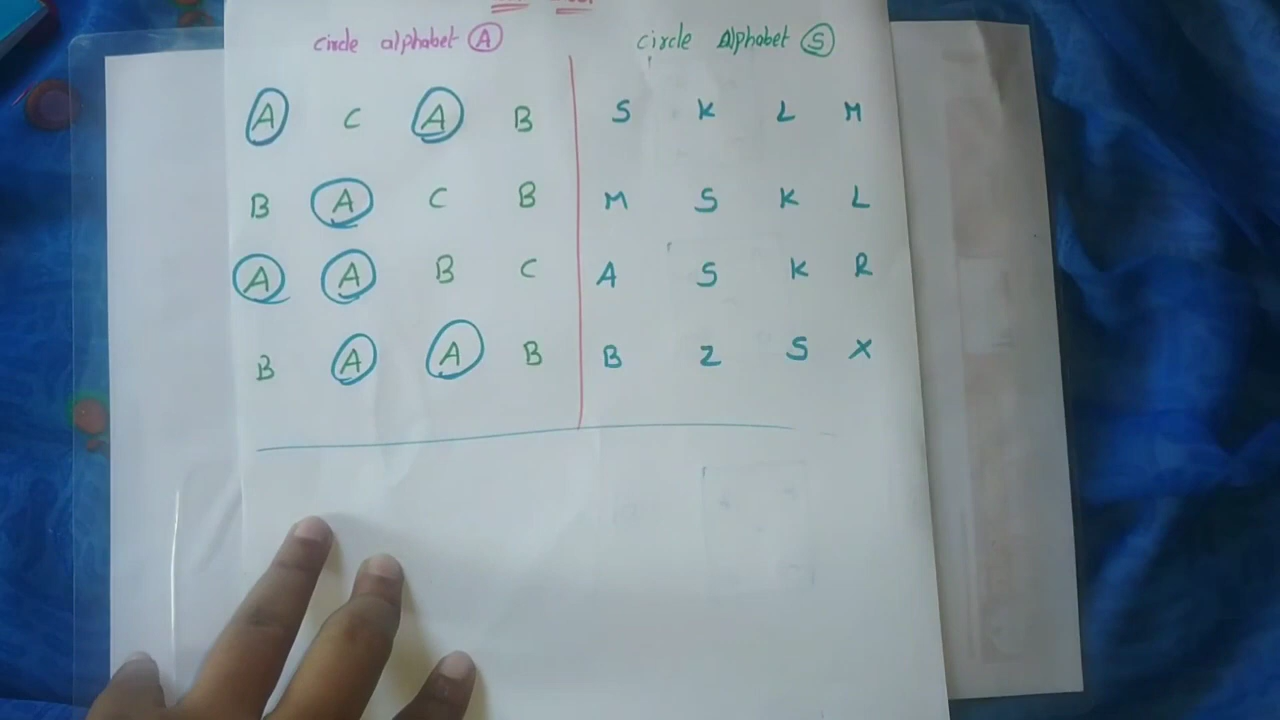 circle alphabet A
A C A B
B A C B
A A B C
B A A B
circle Alphabet S
S K L M
M S K L
A S K R
B Z S X